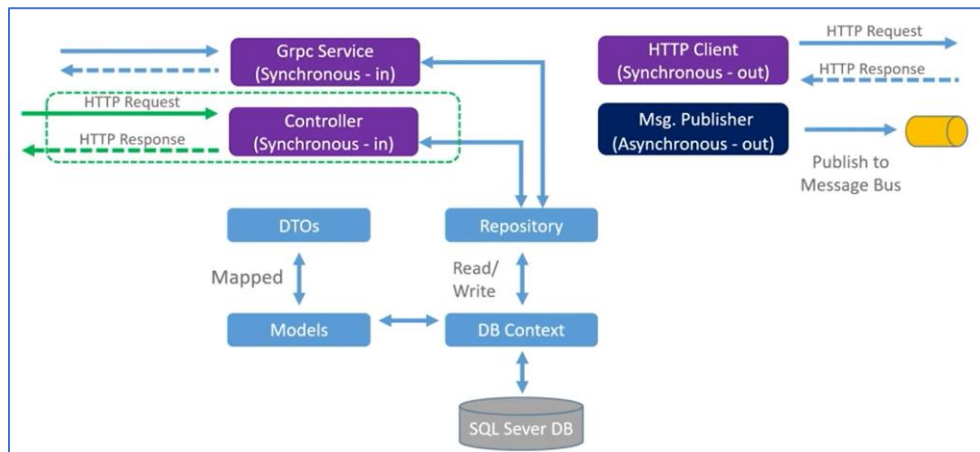 Grpc Service
(Synchronous - in)
HTTP Client
(Synchronous - out)
HTTP Request
HTTP Response
HTTP Request
HTTP Response
Controller
(Synchronous - in)
Msg. Publisher
(Asynchronous - out)
Publish to
Message Bus
DTOs
Repository
Mapped
Read/
Write
Models
DB Context
SQL Sever DB